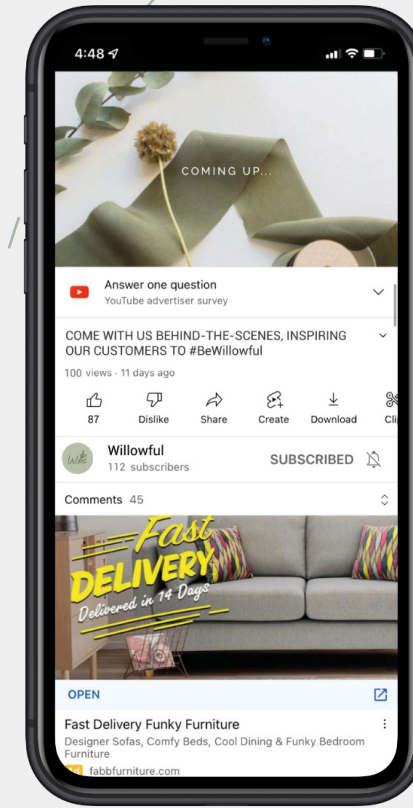 4:48
COMING UP...
Answer one question
YouTube advertiser survey
COME WITH US BEHIND-THE-SCENES, INSPIRING
OUR CUSTOMERS TO #BeWillowful
100 views · 11 days ago
87 Dislike Share Create Download Cli
Willowful
112 subscribers
SUBSCRIBED
Comments 45
Fast
DELIVERY
Delivered in 14 Days
OPEN
Fast Delivery Funky Furniture
Designer Sofas, Comfy Beds, Cool Dining & Funky Bedroom
Furniture
Ad fabbfurniture.com